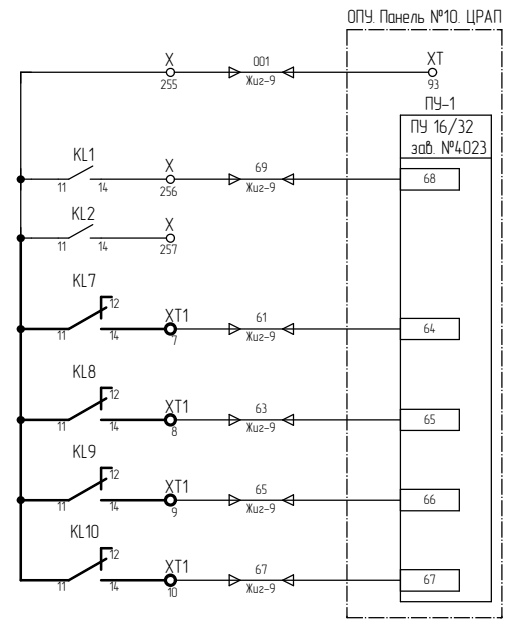 ОПУ. Панель №10. ЦРАП
X
255
001
Жиг-9
XT
93
ПУ-1
ПУ 16/32
зав. №4023
KL1
11
14
X
256
69
Жиг-9
68
KL2
11
14
X
257
KL7
12
11
14
XT1
7
61
Жиг-9
64
KL8
12
11
14
XT1
8
63
Жиг-9
65
KL9
12
11
14
XT1
9
65
Жиг-9
66
KL10
12
11
14
XT1
10
67
Жиг-9
67